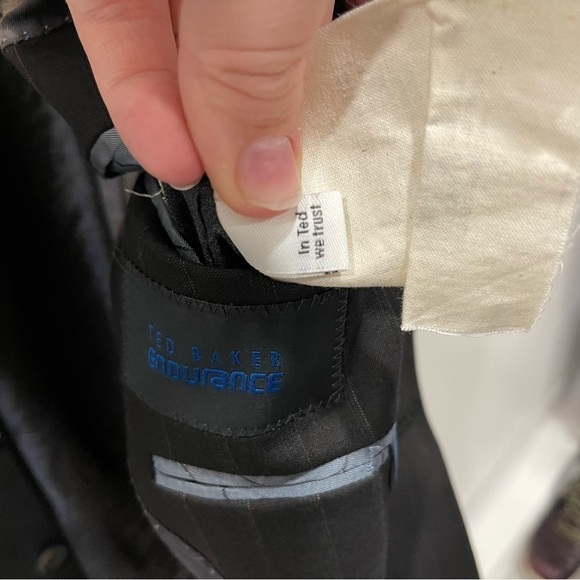 In Ted
we trust
TED BAKER
ENDURANCE